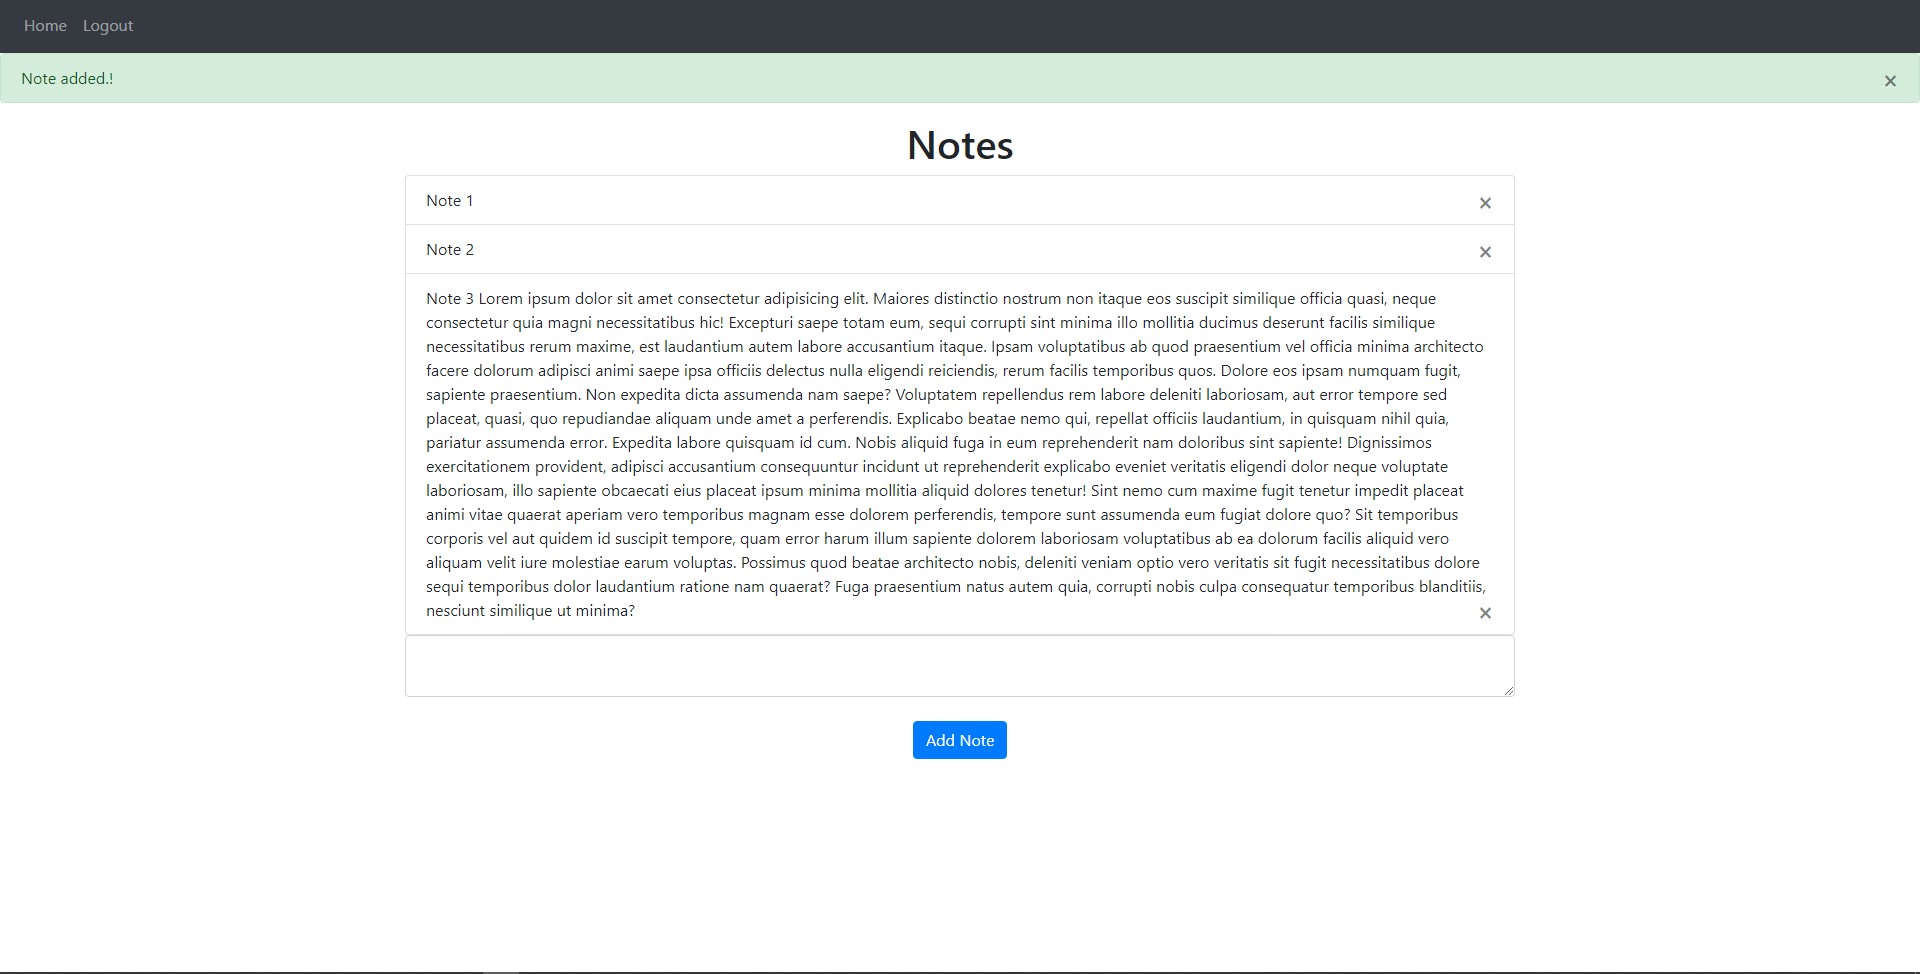 Home Logout
Note added.! ×
Notes
Note 1 ×
Note 2 ×
Note 3 Lorem ipsum dolor sit amet consectetur adipisicing elit. Maiores distinctio nostrum non itaque eos suscipit similique officia quasi, neque
consectetur quia magni necessitatibus hic! Excepturi saepe totam eum, sequi corrupti sint minima illo mollitia ducimus deserunt facilis similique
necessitatibus rerum maxime, est laudantium autem labore accusantium itaque. Ipsam voluptatibus ab quod praesentium vel officia minima architecto
facere dolorum adipisci animi saepe ipsa officiis delectus nulla eligendi reiciendis, rerum facilis temporibus quos. Dolore eos ipsam numquam fugit,
sapiente praesentium. Non expedita dicta assumenda nam saepe? Voluptatem repellendus rem labore deleniti laboriosam, aut error tempore sed
placeat, quasi, quo repudiandae aliquam unde amet a perferendis. Explicabo beatae nemo qui, repellat officiis laudantium, in quisquam nihil quia,
pariatur assumenda error. Expedita labore quisquam id cum. Nobis aliquid fuga in eum reprehenderit nam doloribus sint sapiente! Dignissimos
exercitationem provident, adipisci accusantium consequuntur incidunt ut reprehenderit explicabo eveniet veritatis eligendi dolor neque voluptate
laboriosam, illo sapiente obcaecati eius placeat ipsum minima mollitia aliquid dolores tenetur! Sint nemo cum maxime fugit tenetur impedit placeat
animi vitae quaerat aperiam vero temporibus magnam esse dolorem perferendis, tempore sunt assumenda eum fugiat dolore quo? Sit temporibus
corporis vel aut quidem id suscipit tempore, quam error harum illum sapiente dolorem laboriosam voluptatibus ab ea dolorum facilis aliquid vero
aliquam velit iure molestiae earum voluptas. Possimus quod beatae architecto nobis, deleniti veniam optio vero veritatis sit fugit necessitatibus dolore
sequi temporibus dolor laudantium ratione nam quaerat? Fuga praesentium natus autem quia, corrupti nobis culpa consequatur temporibus blanditiis,
nesciunt similique ut minima? ×
Add Note